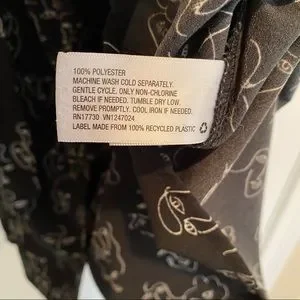 100% POLYESTER
MACHINE WASH COLD SEPARATELY.
GENTLE CYCLE. ONLY NON-CHLORINE
BLEACH IF NEEDED. TUMBLE DRY LOW.
REMOVE PROMPTLY. COOL IRON IF NEEDED.
RN17730 VN1247024
LABEL MADE FROM 100% RECYCLED PLASTIC